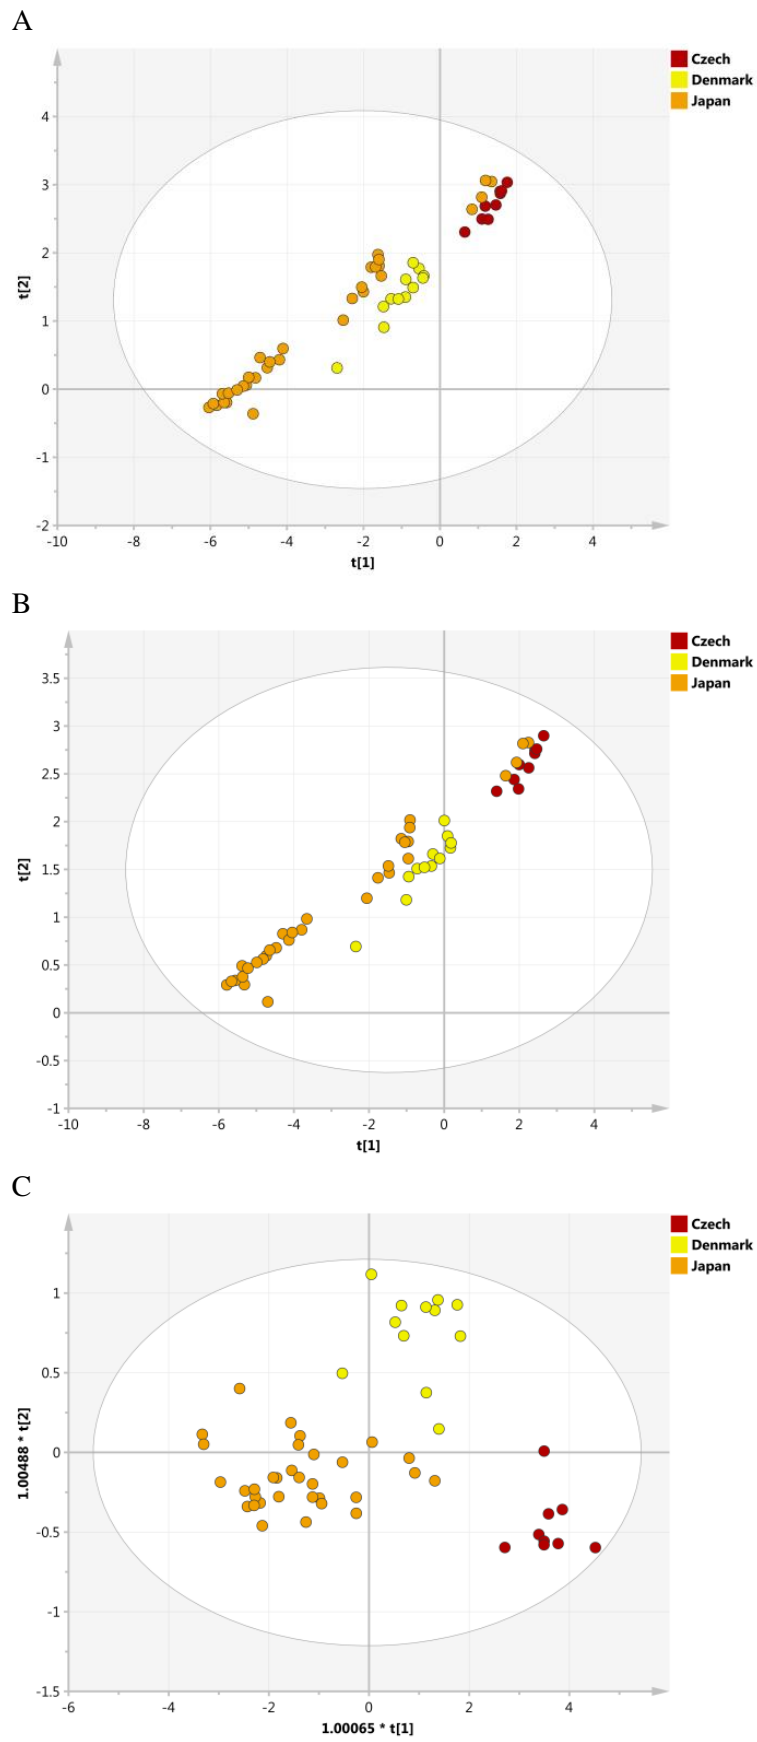 A
Czech
Denmark
Japan
4
3
2
1
0
-1
-2
-10 -8 -6 -4 -2 0 2 4
t[2]
t[1]
B
Czech
Denmark
Japan
3.5
3
2.5
2
1.5
1
0.5
0
-0.5
-1
-10 -8 -6 -4 -2 0 2 4
t[2]
t[1]
C
Czech
Denmark
Japan
1
0.5
0
-0.5
-1
-1.5
-6 -4 -2 0 2 4
1.00488 * t[2]
1.00065 * t[1]